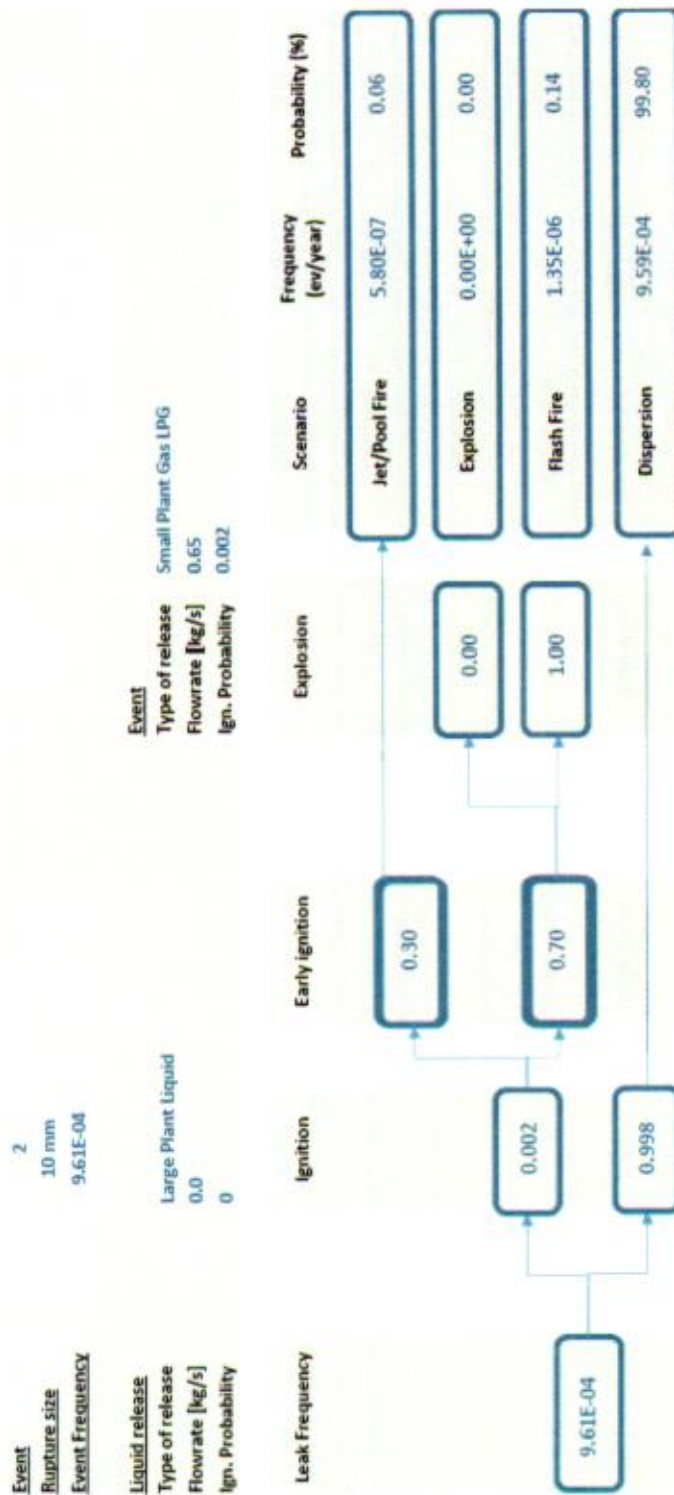 Event 2
Rupture size 10 mm
Event Frequency 9.61E-04
Liquid release Event
Type of release Large Plant Liquid Type of release Small Plant Gas LPG
Flowrate [kg/s] 0.0 Flowrate [kg/s] 0.65
Ign. Probability 0 Ign. Probability 0.002
Leak Frequency Ignition Early ignition Explosion Scenario Frequency (ev/year) Probability (%)
0.30 Jet/Pool Fire 5.80E-07 0.06
0.002 0.00 Explosion 0.00E+00 0.00
9.61E-04 0.70 1.00 Flash Fire 1.35E-06 0.14
0.998 Dispersion 9.59E-04 99.80